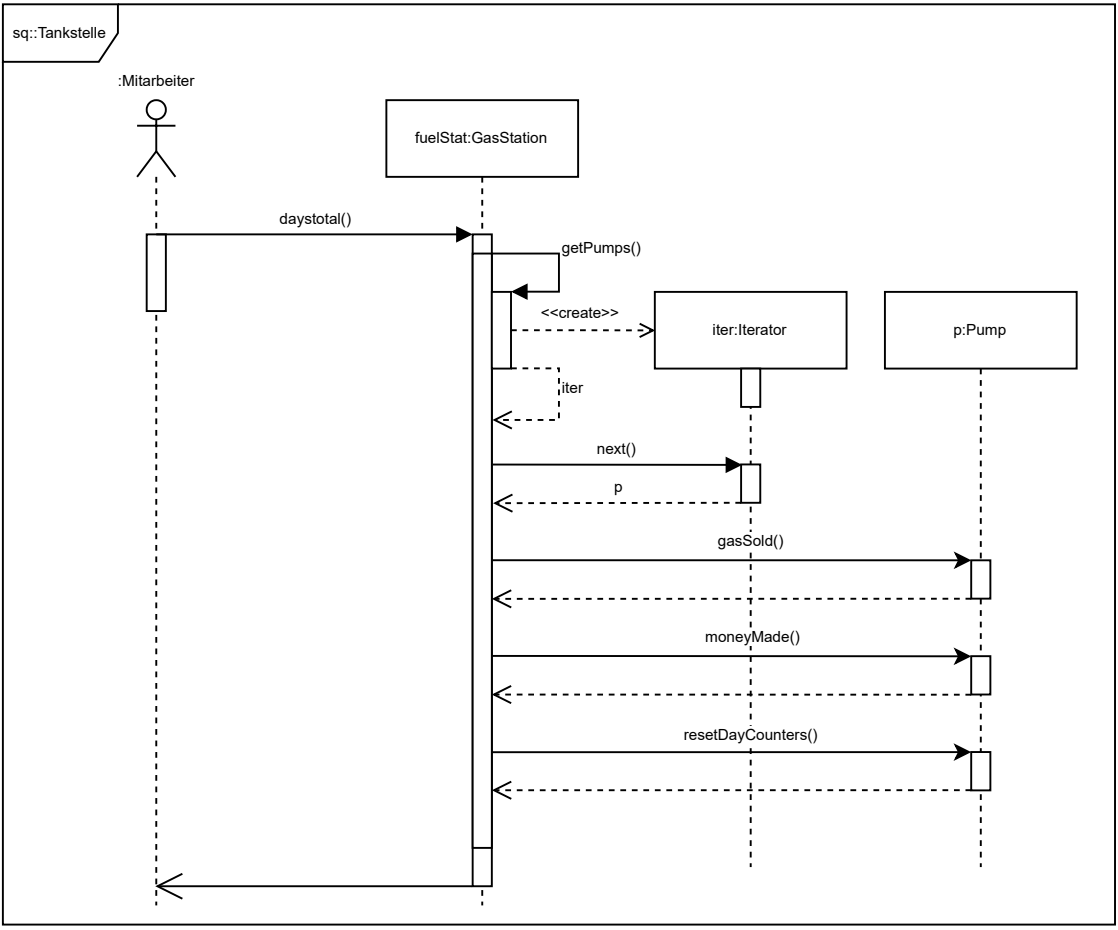 sq::Tankstelle
:Mitarbeiter
fuelStat:GasStation
daystotal()
getPumps()
<<create>>
iter:Iterator
p:Pump
iter
next()
p
gasSold()
moneyMade()
resetDayCounters()